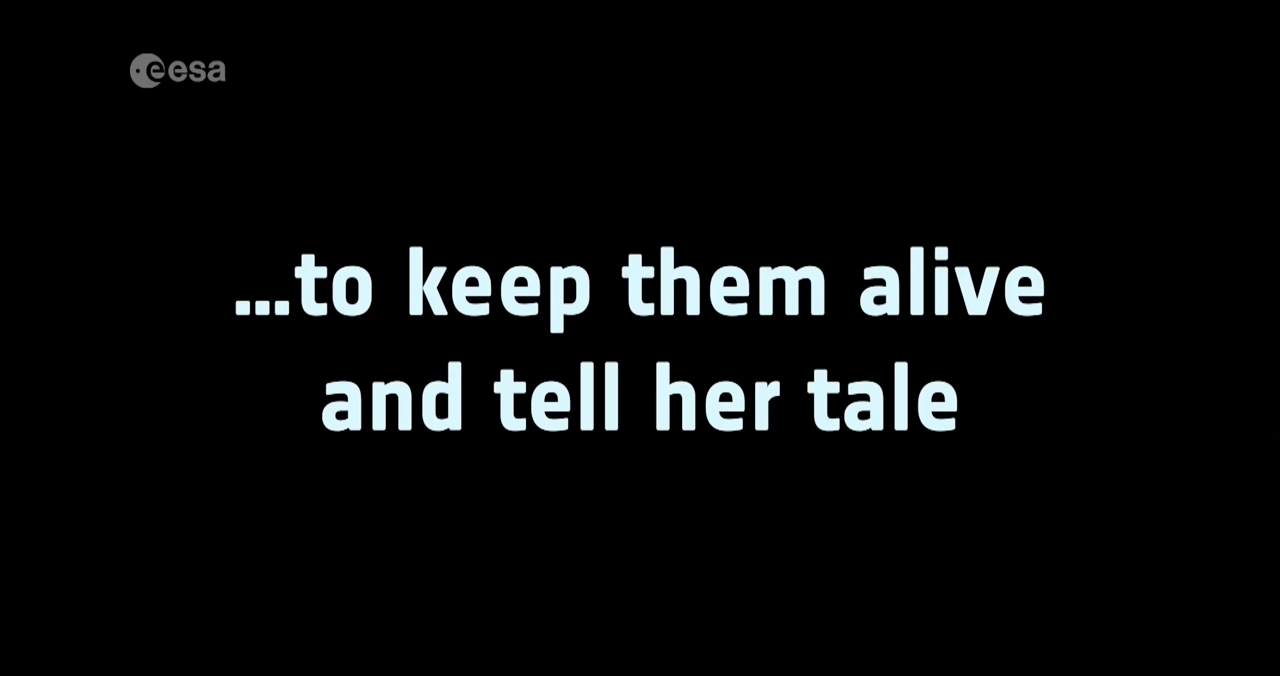 esa
...to keep them alive
and tell her tale